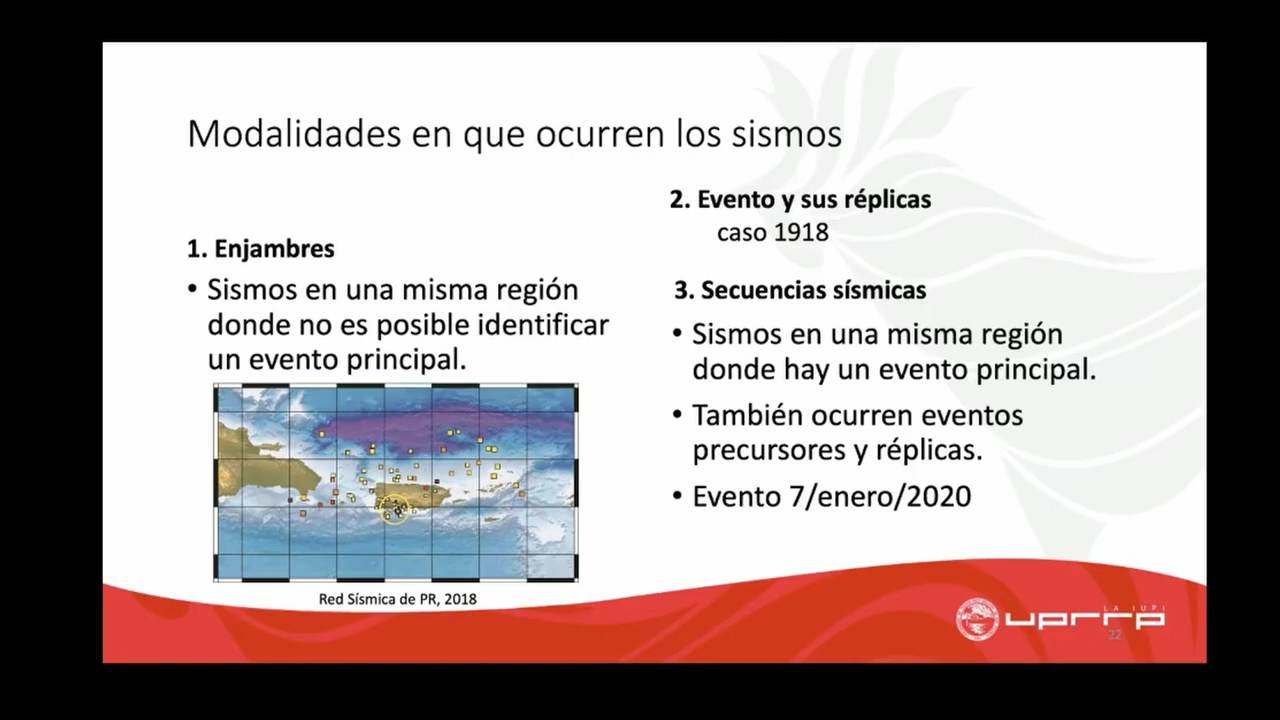 Modalidades en que ocurren los sismos
1. Enjambres
• Sismos en una misma región
donde no es posible identificar
un evento principal.
Red Sísmica de PR, 2018
2. Evento y sus réplicas
caso 1918
3. Secuencias sísmicas
• Sismos en una misma región
donde hay un evento principal.
• También ocurren eventos
precursores y réplicas.
• Evento 7/enero/2020
LA IUPI
uprrp
22